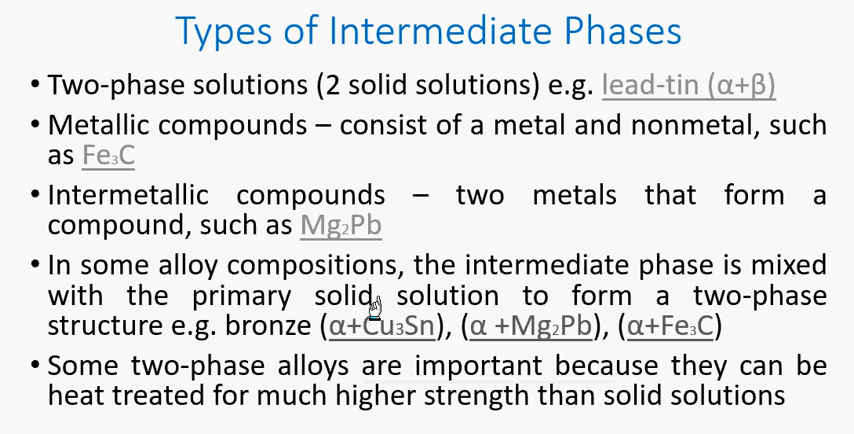 Types of Intermediate Phases
• Two-phase solutions (2 solid solutions) e.g. lead-tin (α+β)
• Metallic compounds – consist of a metal and nonmetal, such
as Fe₃C
• Intermetallic compounds – two metals that form a
compound, such as Mg₂Pb
• In some alloy compositions, the intermediate phase is mixed
with the primary solid solution to form a two-phase
structure e.g. bronze (α+Cu₃Sn), (α +Mg₂Pb), (α+Fe₃C)
• Some two-phase alloys are important because they can be
heat treated for much higher strength than solid solutions